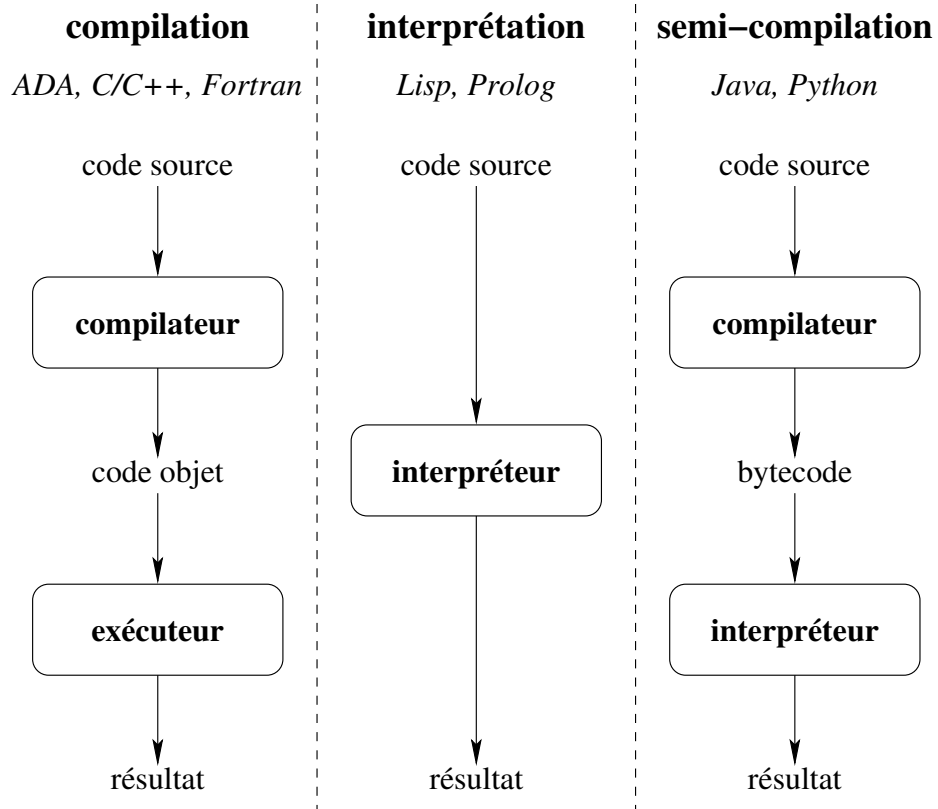 compilation
ADA, C/C++, Fortran
code source
compilateur
code objet
exécuteur
résultat
interprétation
Lisp, Prolog
code source
interpréteur
résultat
semi−compilation
Java, Python
code source
compilateur
bytecode
interpréteur
résultat